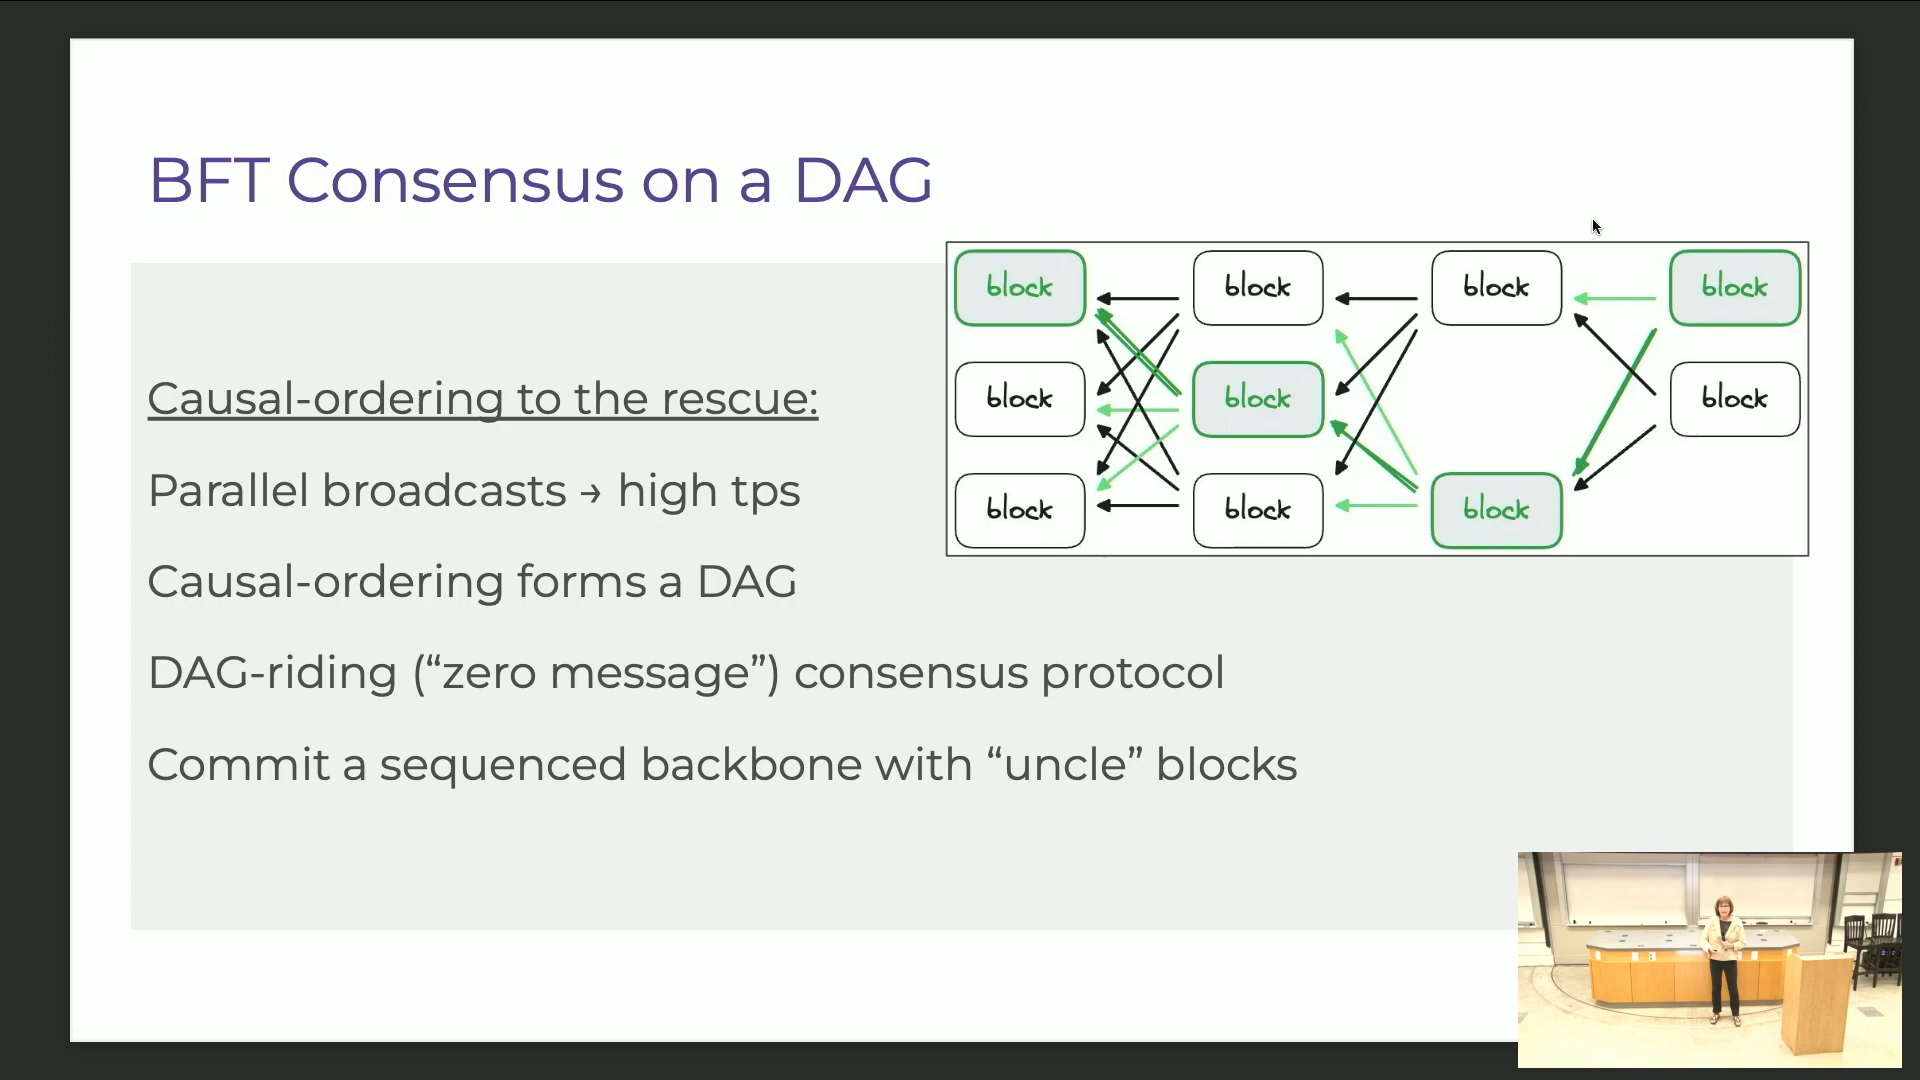 BFT Consensus on a DAG
block block block block
Causal-ordering to the rescue:
block block block
Parallel broadcasts → high tps
block block block
Causal-ordering forms a DAG
DAG-riding (“zero message”) consensus protocol
Commit a sequenced backbone with “uncle” blocks